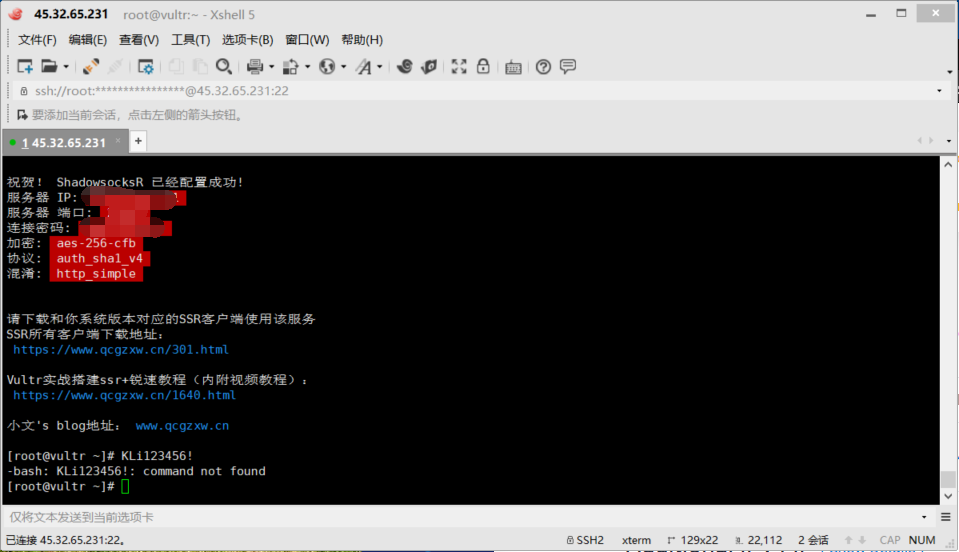 45.32.65.231 root@vultr:~ - Xshell 5
文件(F) 编辑(E) 查看(V) 工具(T) 选项卡(B) 窗口(W) 帮助(H)
ssh://root:****************@45.32.65.231:22
要添加当前会话，点击左侧的箭头按钮。
1 45.32.65.231
祝贺！ ShadowsocksR 已经配置成功!
服务器 IP:
服务器 端口:
连接密码:
加密: aes-256-cfb
协议: auth_sha1_v4
混淆: http_simple
请下载和你系统版本对应的SSR客户端使用该服务
SSR所有客户端下载地址：
https://www.qcgzxw.cn/301.html
Vultr实战搭建ssr+锐速教程（内附视频教程）：
https://www.qcgzxw.cn/1640.html
小文's blog地址： www.qcgzxw.cn
[root@vultr ~]# KLi123456!
-bash: KLi123456!: command not found
[root@vultr ~]#
仅将文本发送到当前选项卡
已连接 45.32.65.231:22。 SSH2 xterm 129x22 22,112 2 会话 CAP NUM